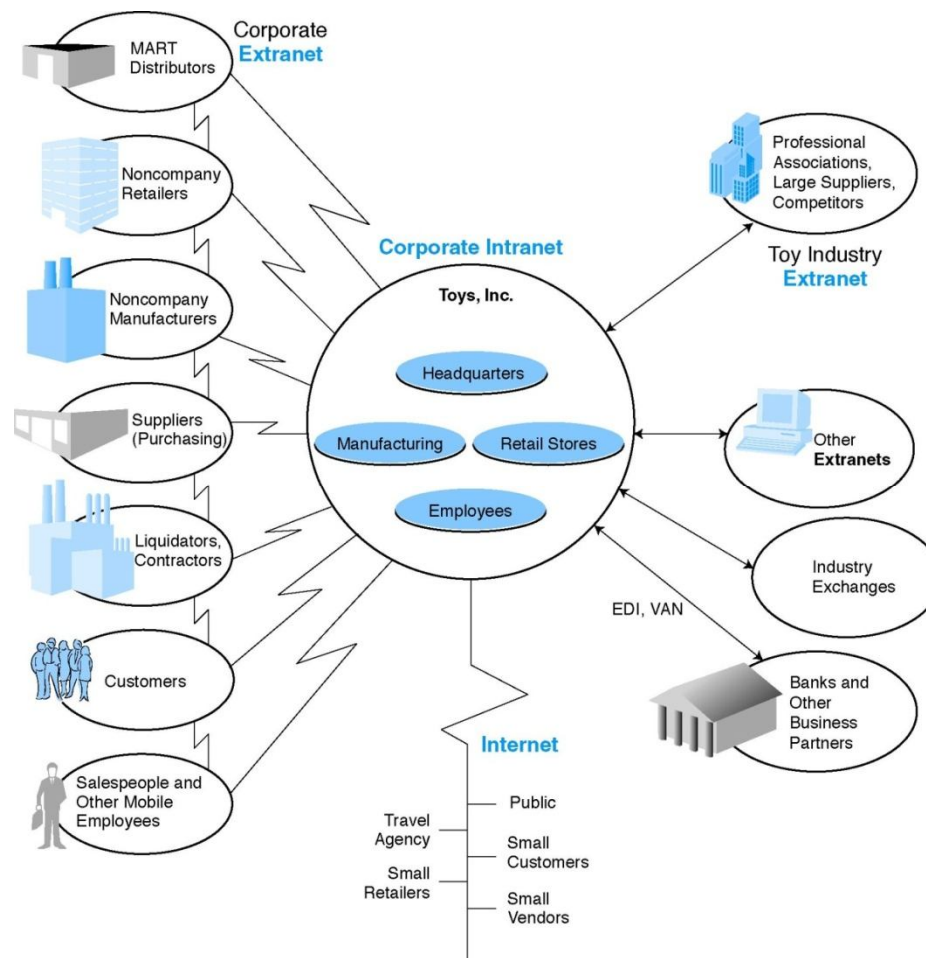 MART
Distributors
Corporate
Extranet
Noncompany
Retailers
Noncompany
Manufacturers
Suppliers
(Purchasing)
Liquidators,
Contractors
Customers
Salespeople and
Other Mobile
Employees
Corporate Intranet
Toys, Inc.
Headquarters
Manufacturing
Retail Stores
Employees
Professional
Associations,
Large Suppliers,
Competitors
Toy Industry
Extranet
Other
Extranets
Industry
Exchanges
EDI, VAN
Banks and
Other
Business
Partners
Internet
Public
Travel
Agency
Small
Customers
Small
Retailers
Small
Vendors